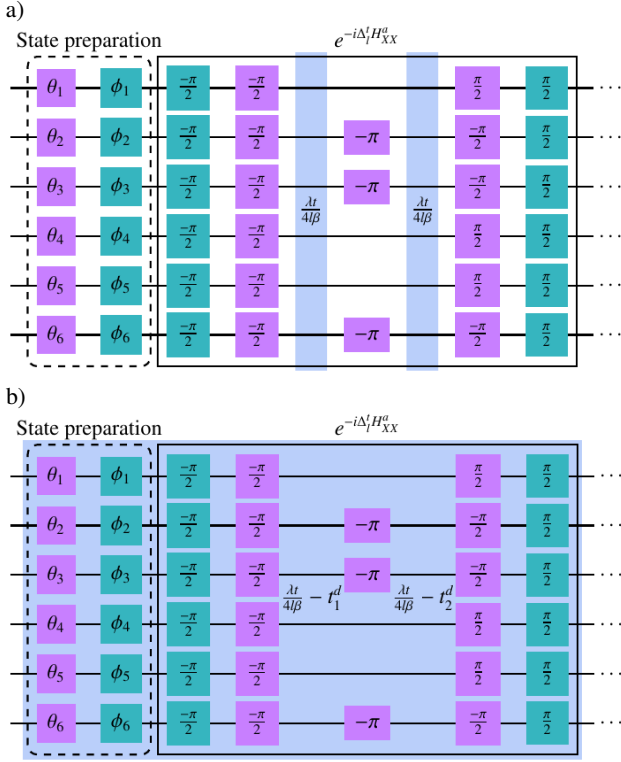 a)
e^{-iΔ_l^t H_{XX}^a}
State preparation
θ₁ ϕ₁ -π/2 -π/2 π/2 π/2 ⋯
θ₂ ϕ₂ -π/2 -π/2 -π -π/2 π/2 ⋯
θ₃ ϕ₃ -π/2 -π/2 -π -π/2 π/2 ⋯
λt/4lβ λt/4lβ
θ₄ ϕ₄ -π/2 -π/2 π/2 π/2 ⋯
θ₅ ϕ₅ -π/2 -π/2 π/2 π/2 ⋯
θ₆ ϕ₆ -π/2 -π/2 -π -π/2 π/2 ⋯
b)
State preparation
e^{-iΔ_l^t H_{XX}^a}
θ₁ ϕ₁ -π/2 -π/2 π/2 π/2 ⋯
θ₂ ϕ₂ -π/2 -π/2 -π -π/2 π/2 ⋯
θ₃ ϕ₃ -π/2 -π/2 -π -π/2 π/2 ⋯
λt/4lβ - t_1^d λt/4lβ - t_2^d
θ₄ ϕ₄ -π/2 -π/2 π/2 π/2 ⋯
θ₅ ϕ₅ -π/2 -π/2 π/2 π/2 ⋯
θ₆ ϕ₆ -π/2 -π/2 -π -π/2 π/2 ⋯